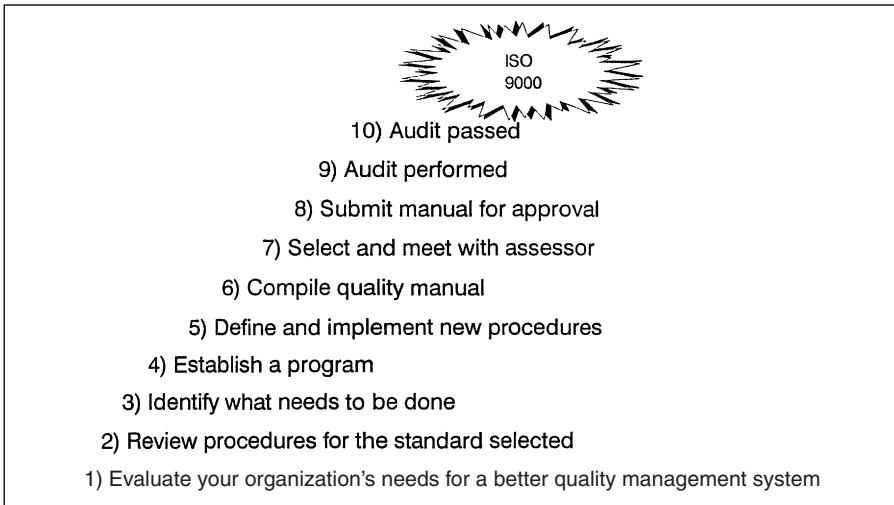 ISO
9000
10) Audit passed
9) Audit performed
8) Submit manual for approval
7) Select and meet with assessor
6) Compile quality manual
5) Define and implement new procedures
4) Establish a program
3) Identify what needs to be done
2) Review procedures for the standard selected
1) Evaluate your organization's needs for a better quality management system